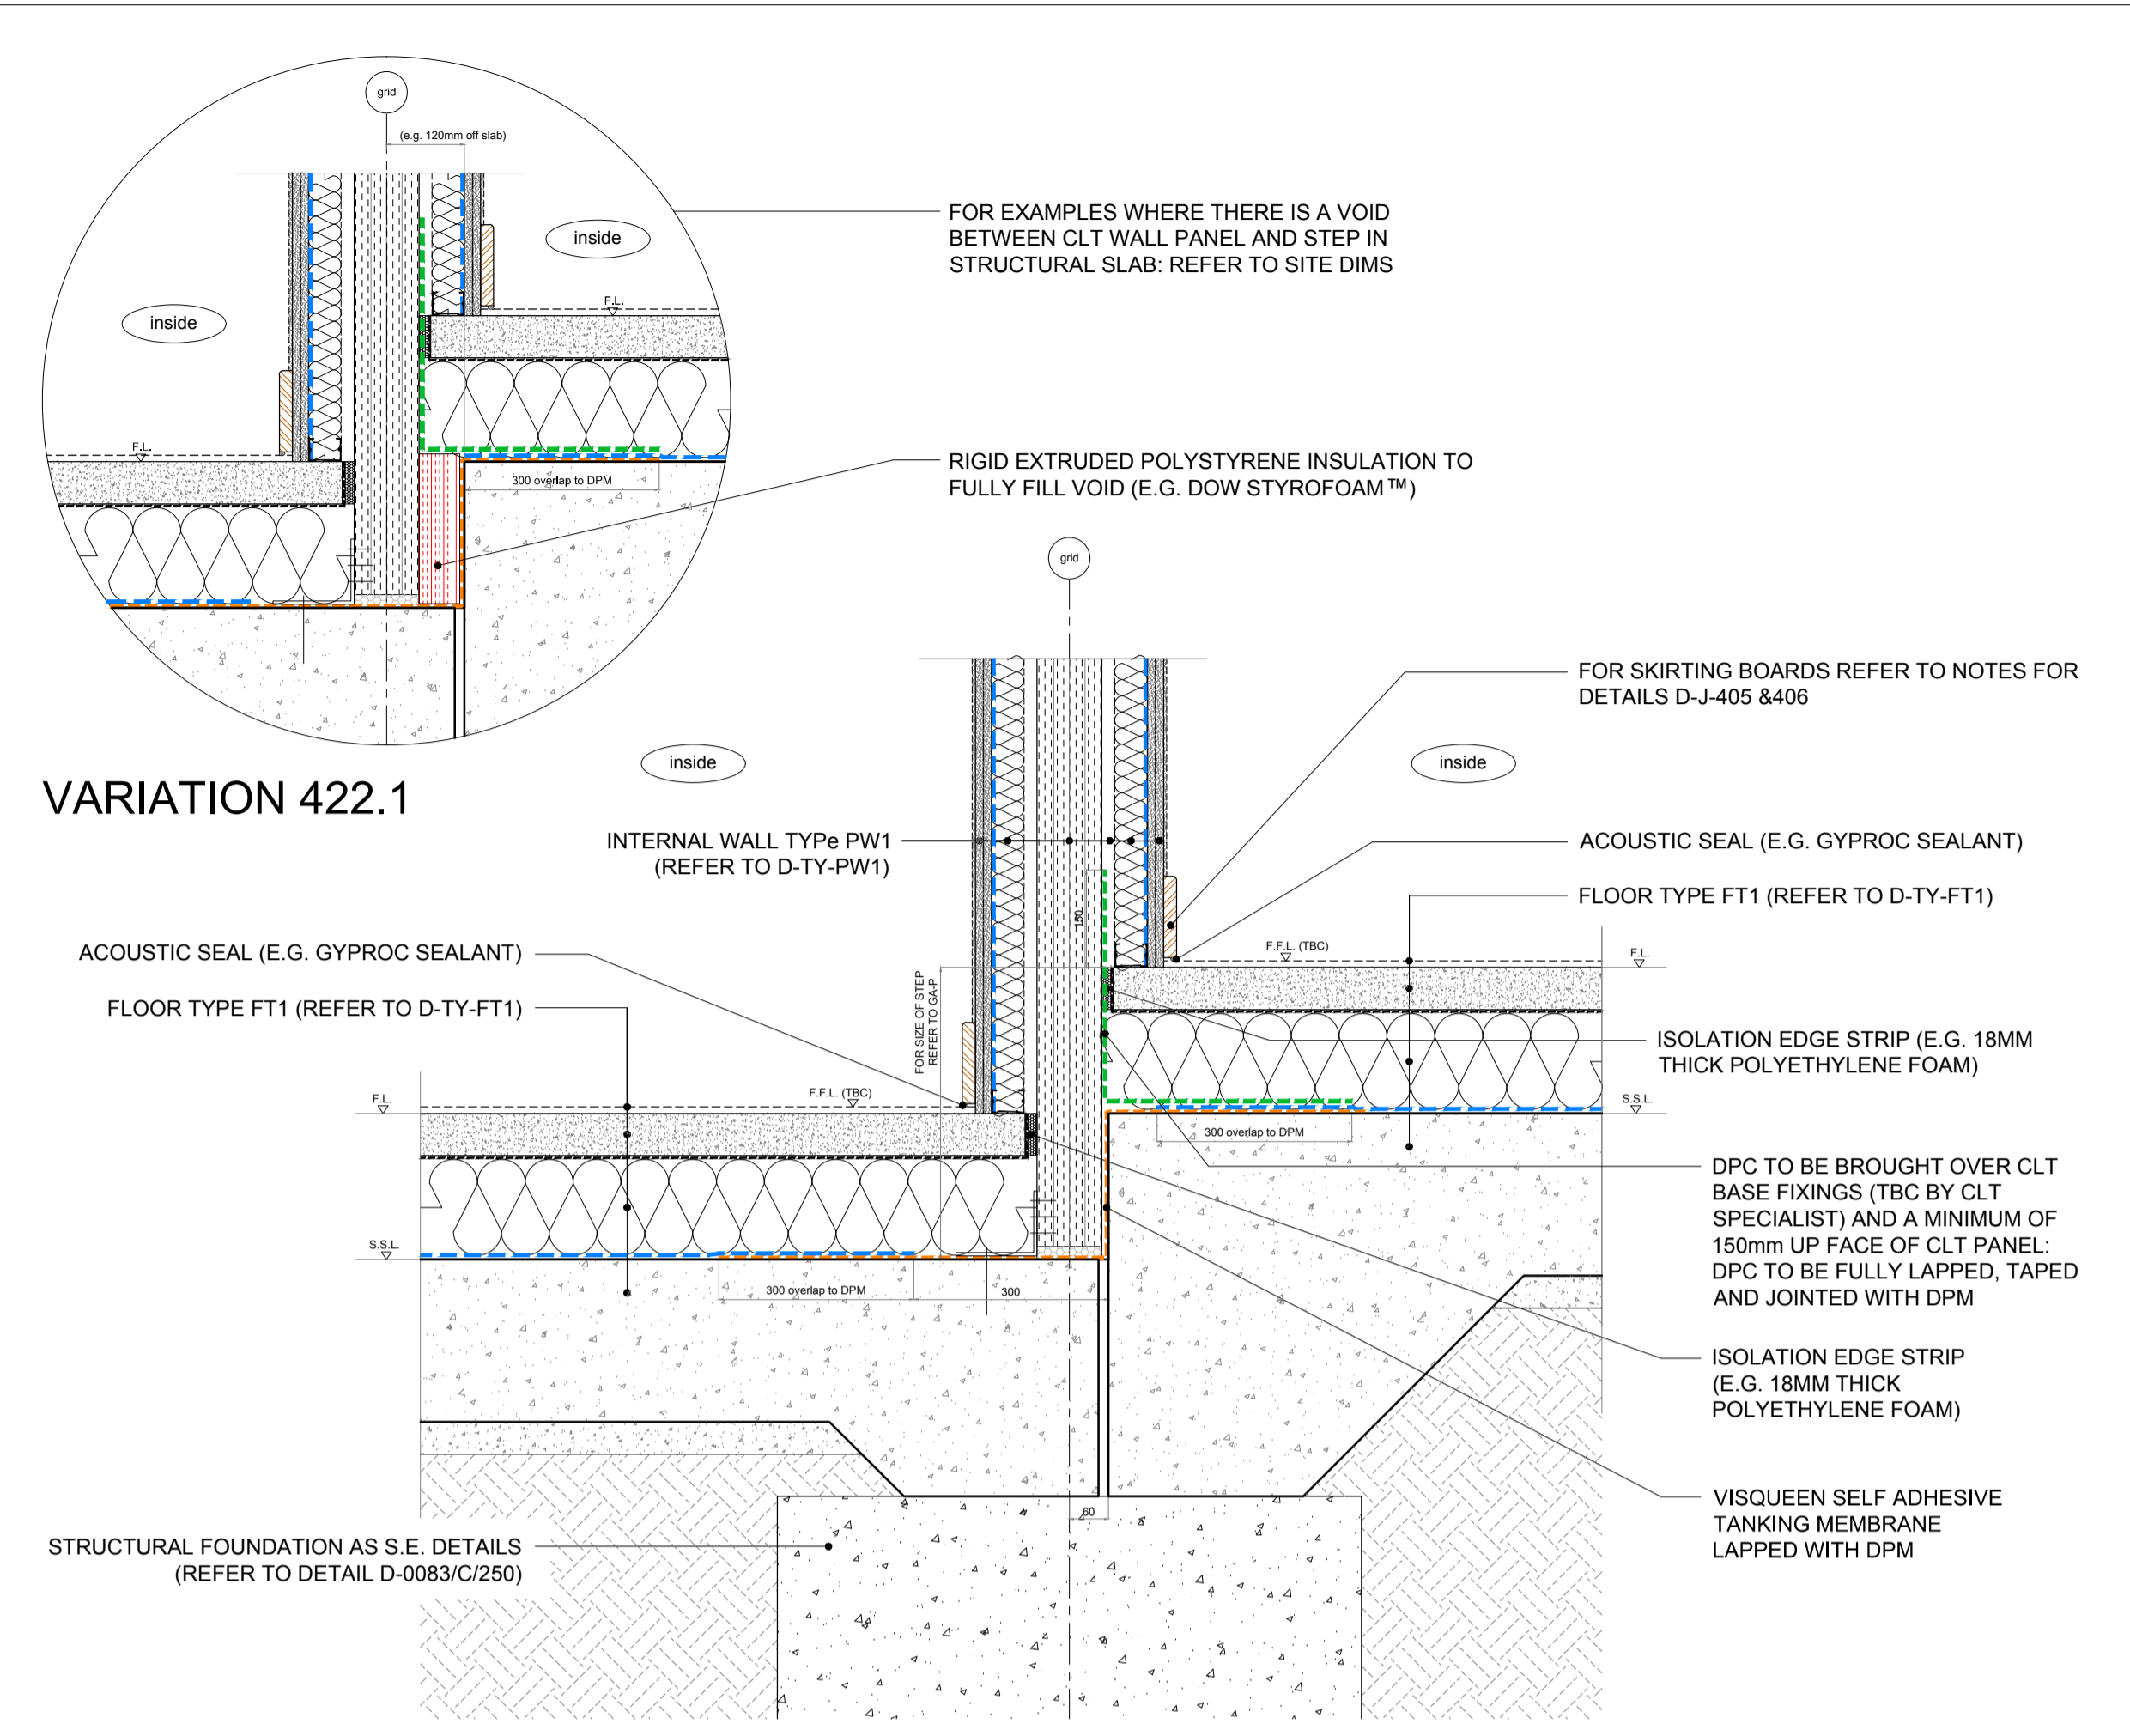 grid
(e.g. 120mm off slab)
inside
inside
F.L.
F.L.
300 overlap to DPM
FOR EXAMPLES WHERE THERE IS A VOID
BETWEEN CLT WALL PANEL AND STEP IN
STRUCTURAL SLAB: REFER TO SITE DIMS
RIGID EXTRUDED POLYSTYRENE INSULATION TO
FULLY FILL VOID (E.G. DOW STYROFOAM™)
VARIATION 422.1
grid
inside
inside
FOR SKIRTING BOARDS REFER TO NOTES FOR
DETAILS D-J-405 &406
INTERNAL WALL TYPe PW1
(REFER TO D-TY-PW1)
ACOUSTIC SEAL (E.G. GYPROC SEALANT)
FLOOR TYPE FT1 (REFER TO D-TY-FT1)
150
ACOUSTIC SEAL (E.G. GYPROC SEALANT)
FLOOR TYPE FT1 (REFER TO D-TY-FT1)
F.F.L. (TBC)
F.L.
FOR SIZE OF STEP
REFER TO GA-P
ISOLATION EDGE STRIP (E.G. 18MM
THICK POLYETHYLENE FOAM)
F.L.
F.F.L. (TBC)
S.S.L.
300 overlap to DPM
DPC TO BE BROUGHT OVER CLT
BASE FIXINGS (TBC BY CLT
SPECIALIST) AND A MINIMUM OF
150mm UP FACE OF CLT PANEL:
DPC TO BE FULLY LAPPED, TAPED
AND JOINTED WITH DPM
S.S.L.
300 overlap to DPM
300
ISOLATION EDGE STRIP
(E.G. 18MM THICK
POLYETHYLENE FOAM)
60
VISQUEEN SELF ADHESIVE
TANKING MEMBRANE
LAPPED WITH DPM
STRUCTURAL FOUNDATION AS S.E. DETAILS
(REFER TO DETAIL D-0083/C/250)